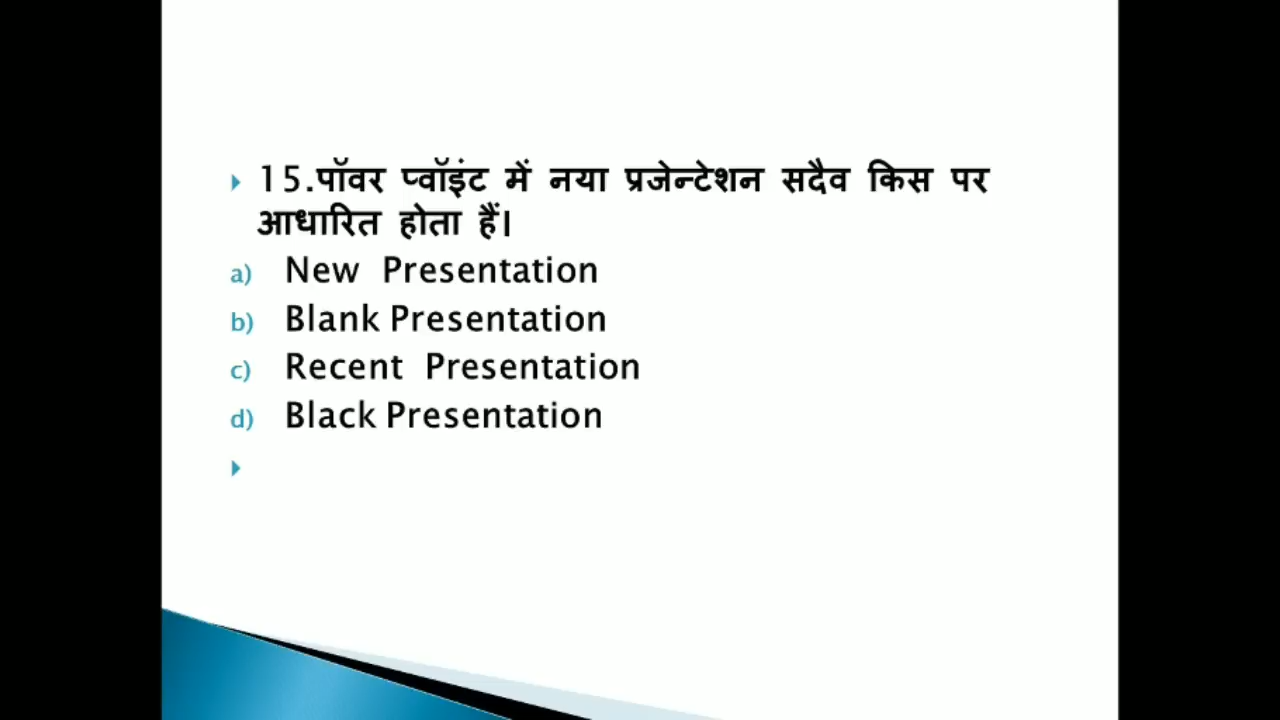 15.पॉवर प्वॉइंट में नया प्रजेन्टेशन सदैव किस पर
आधारित होता हैं।
a) New Presentation
b) Blank Presentation
c) Recent Presentation
d) Black Presentation